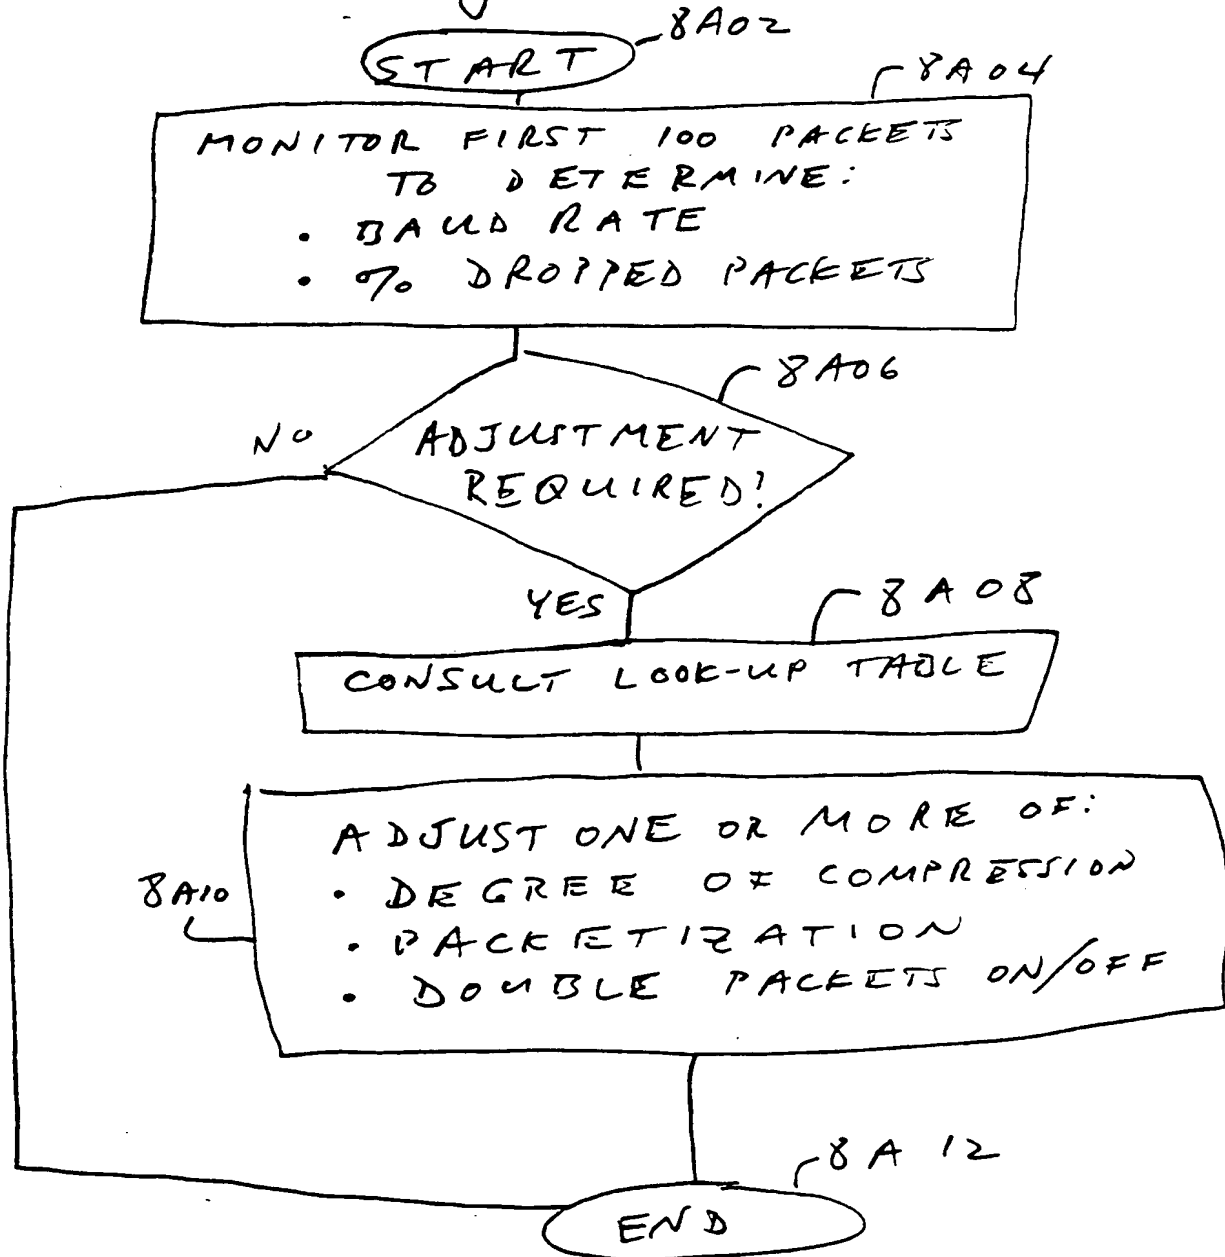 8A02
START
8A04
MONITOR FIRST 100 PACKETS
TO DETERMINE:
• BAUD RATE
• % DROPPED PACKETS
8A06
NO
ADJUSTMENT
REQUIRED?
YES
8A08
CONSULT LOOK-UP TABLE
ADJUST ONE OR MORE OF:
8A10
• DEGREE OF COMPRESSION
• PACKETIZATION
• DOUBLE PACKETS ON/OFF
8A12
END